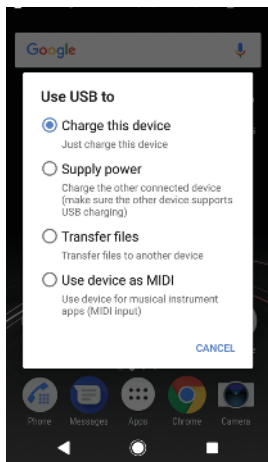 Google
Use USB to
Charge this device
Just charge this device
Supply power
Charge the other connected device
(make sure the other device supports
USB charging)
Transfer files
Transfer files to another device
Use device as MIDI
Use device for musical instrument
apps (MIDI input)
CANCEL
Phone Messages Apps Chrome Camera